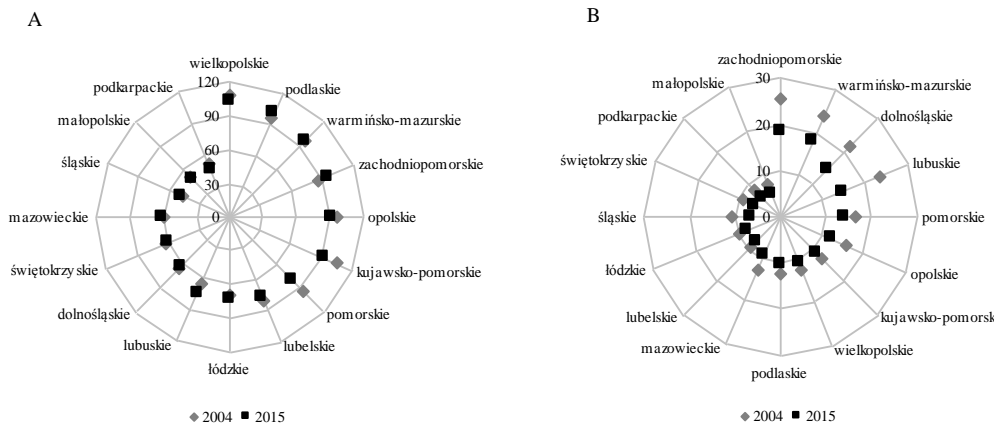 A
wielkopolskie
podlaskie
warmińsko-mazurskie
zachodniopomorskie
opolskie
kujawsko-pomorskie
pomorskie
lubelskie
łódzkie
lubuskie
dolnośląskie
świętokrzyskie
mazowieckie
śląskie
małopolskie
podkarpackie
120
90
60
30
0
2004 2015
B
zachodniopomorskie
warmińsko-mazurskie
dolnośląskie
lubuskie
pomorskie
opolskie
kujawsko-pomorsk
wielkopolskie
podlaskie
mazowieckie
lubelskie
łódzkie
śląskie
świętokrzyskie
podkarpackie
małopolskie
30
20
10
0
2004 2015